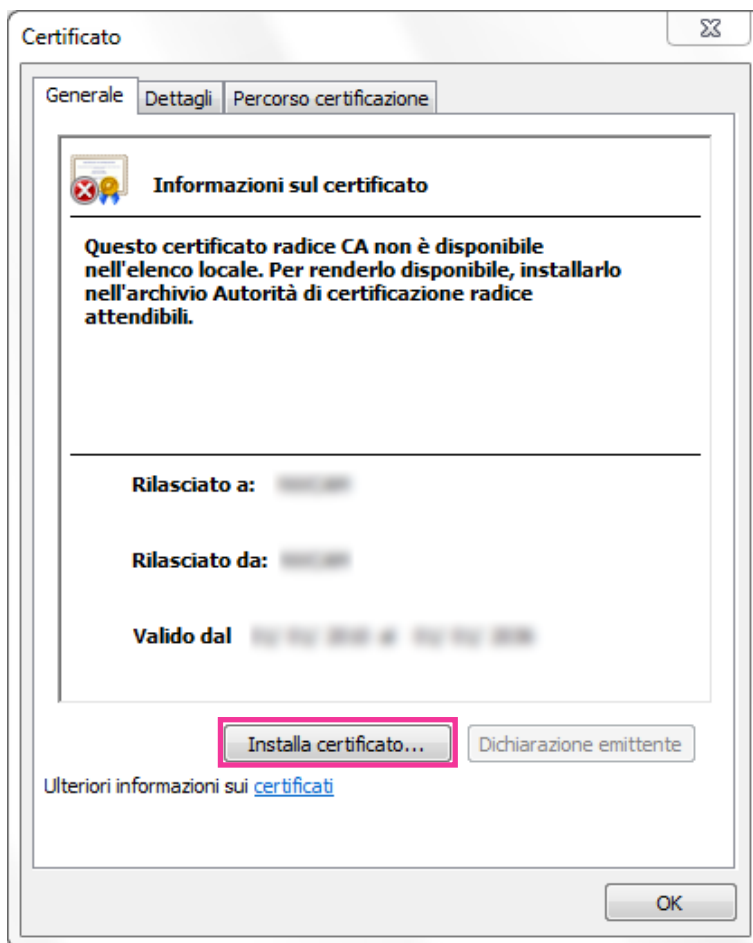 Certificato
Generale Dettagli Percorso certificazione
Informazioni sul certificato
Questo certificato radice CA non è disponibile
nell'elenco locale. Per renderlo disponibile, installarlo
nell'archivio Autorità di certificazione radice
attendibili.
Rilasciato a:
Rilasciato da:
Valido dal
Installa certificato... Dichiarazione emittente
Ulteriori informazioni sui certificati
OK